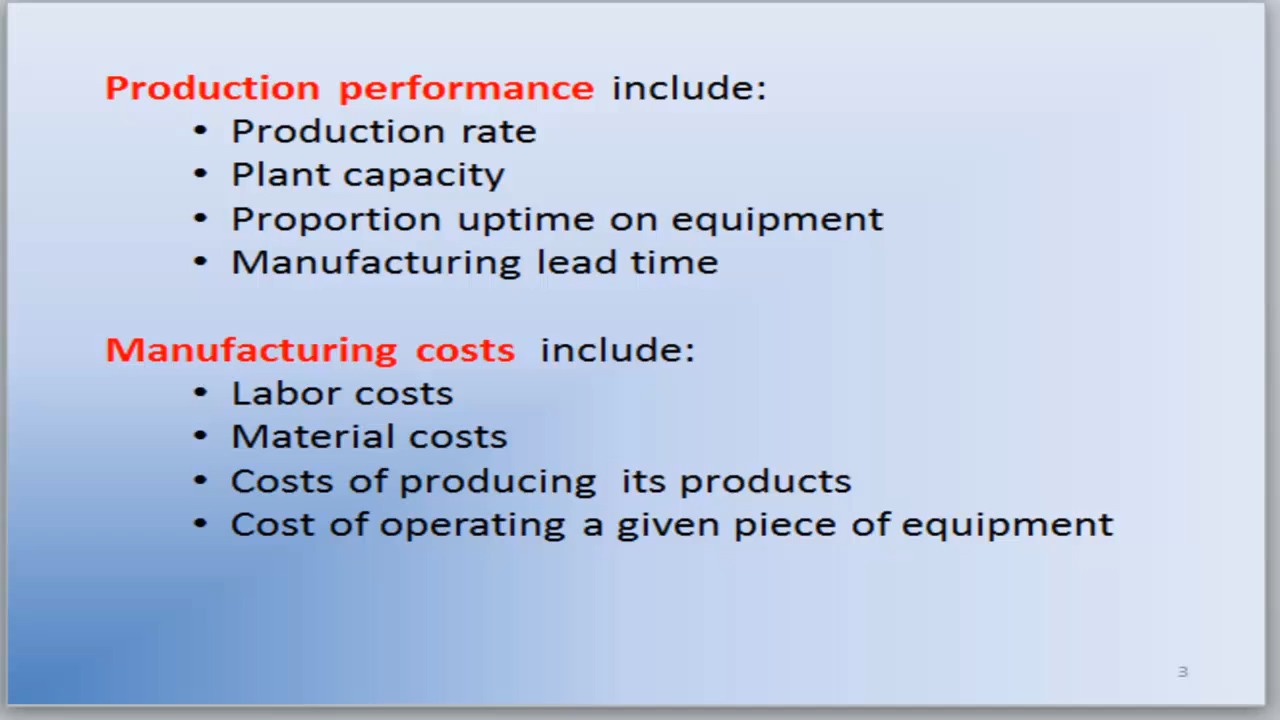 Production performance include:
• Production rate
• Plant capacity
• Proportion uptime on equipment
• Manufacturing lead time
Manufacturing costs include:
• Labor costs
• Material costs
• Costs of producing its products
• Cost of operating a given piece of equipment
3